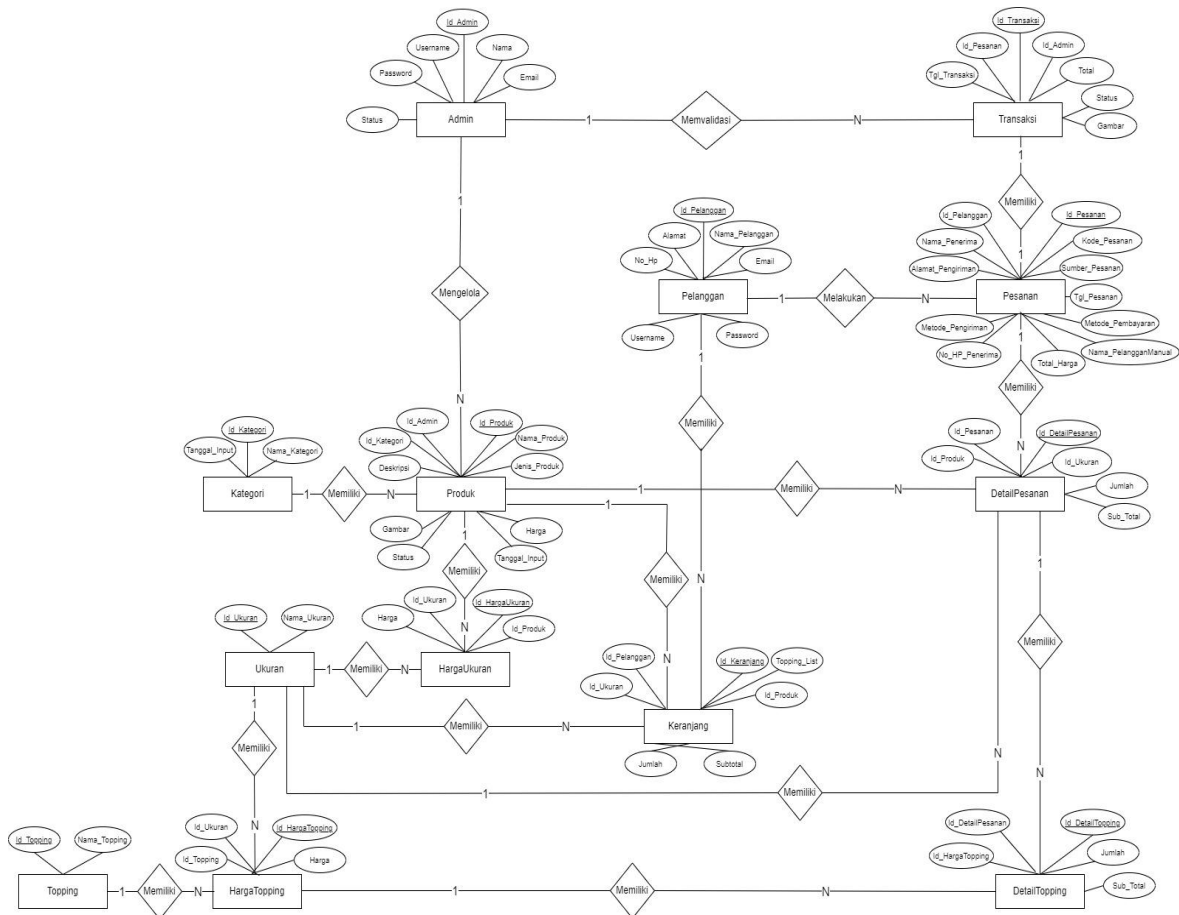 Id_Admin
Username
Nama
Password
Email
Status
Admin
1
Memvalidasi
N
Id_Transaksi
Id_Pesanan
Id_Admin
Tgl_Transaksi
Total
Status
Gambar
Transaksi
1
Memiliki
1
1
Mengelola
N
Id_Pelanggan
Alamat
Nama_Pelanggan
No_Hp
Email
Pelanggan
Username
Password
1
Melakukan
N
Id_Pelanggan
Id_Pesanan
Nama_Penerima
Kode_Pesanan
Alamat_Pengiriman
Sumber_Pesanan
Pesanan
Tgl_Pesanan
Metode_Pengiriman
Metode_Pembayaran
No_HP_Penerima
Total_Harga
Nama_PelangganManual
1
Memiliki
N
1
Memiliki
N
Id_Kategori
Tanggal_Input
Nama_Kategori
Kategori
1
Memiliki
N
Id_Admin
Id_Produk
Id_Kategori
Nama_Produk
Deskripsi
Jenis_Produk
Produk
Gambar
Harga
Status
Tanggal_Input
1
Memiliki
N
Id_Pesanan
Id_DetailPesanan
Id_Produk
Id_Ukuran
DetailPesanan
Jumlah
Sub_Total
1
Memiliki
N
1
Memiliki
N
Id_Ukuran
Nama_Ukuran
Ukuran
1
Memiliki
N
Id_Ukuran
Id_HargaUkuran
Harga
Id_Produk
HargaUkuran
Id_Pelanggan
Id_Keranjang
Topping_List
Id_Ukuran
Id_Produk
Keranjang
Jumlah
Subtotal
1
Memiliki
N
1
Memiliki
N
1
Memiliki
N
1
Memiliki
N
Id_Topping
Nama_Topping
Topping
1
Memiliki
N
Id_Ukuran
Id_HargaTopping
Id_Topping
Harga
HargaTopping
1
Memiliki
N
Id_DetailPesanan
Id_DetailTopping
Id_HargaTopping
Jumlah
Sub_Total
DetailTopping